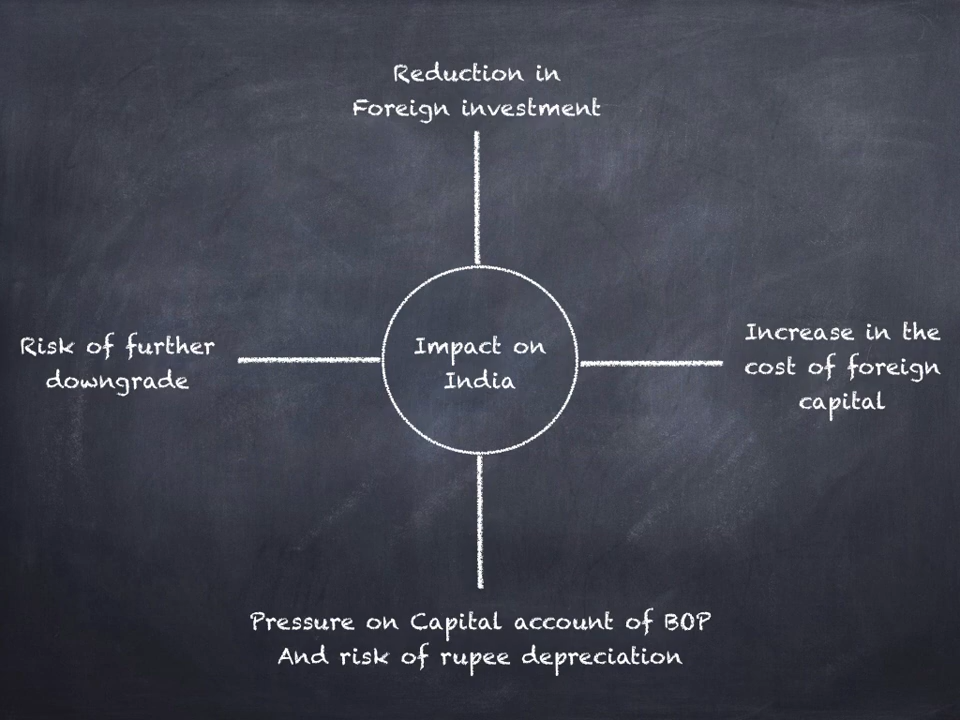 Reduction in
Foreign investment
Risk of further
downgrade
Impact on
India
Increase in the
cost of foreign
capital
Pressure on Capital account of BOP
And risk of rupee depreciation